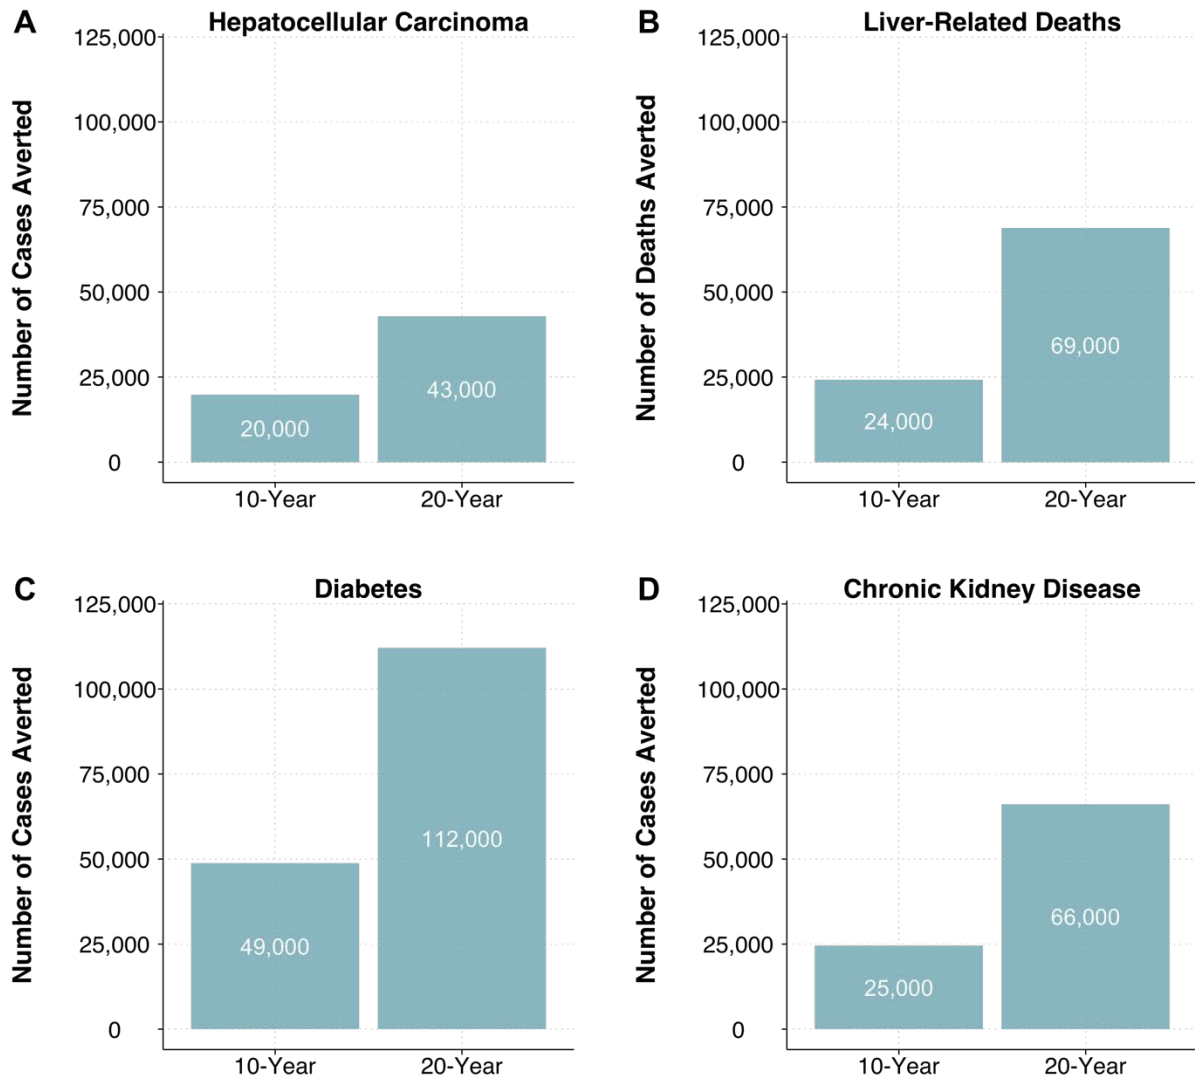 A
Hepatocellular Carcinoma
Number of Cases Averted
125,000
100,000
75,000
50,000
25,000
0
20,000
43,000
10-Year
20-Year
B
Liver-Related Deaths
Number of Deaths Averted
125,000
100,000
75,000
50,000
25,000
0
24,000
69,000
10-Year
20-Year
C
Diabetes
Number of Cases Averted
125,000
100,000
75,000
50,000
25,000
0
49,000
112,000
10-Year
20-Year
D
Chronic Kidney Disease
Number of Cases Averted
125,000
100,000
75,000
50,000
25,000
0
25,000
66,000
10-Year
20-Year